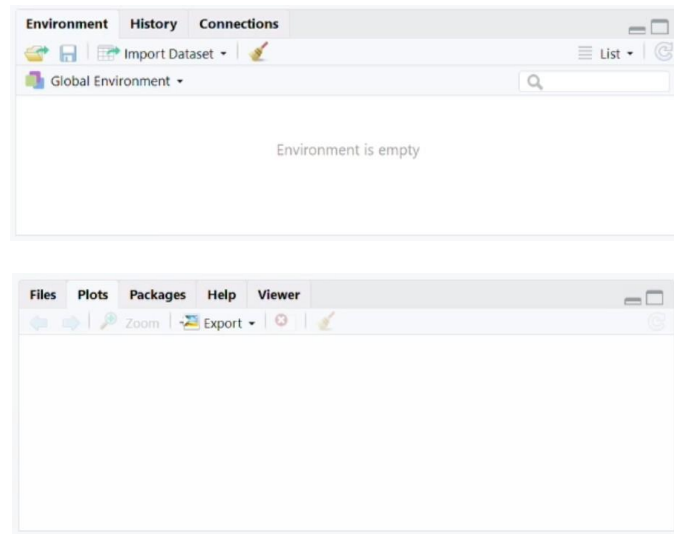 Environment History Connections
Import Dataset List
Global Environment
Environment is empty
Files Plots Packages Help Viewer
Zoom Export